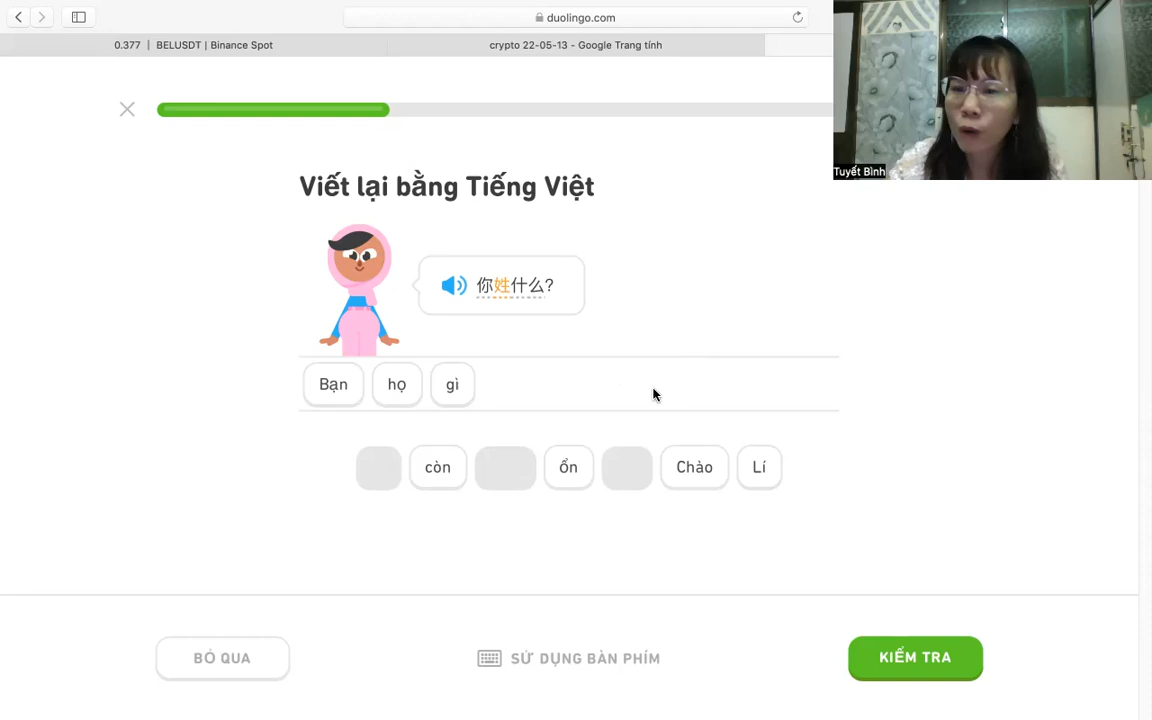 duolingo.com
0.377 | BELUSDT | Binance Spot
crypto 22-05-13 - Google Trang tính
Tuyết Bình
Viết lại bằng Tiếng Việt
你姓什么?
Bạn họ gì
còn ổn Chào Lí
BỎ QUA
SỬ DỤNG BÀN PHÍM
KIỂM TRA